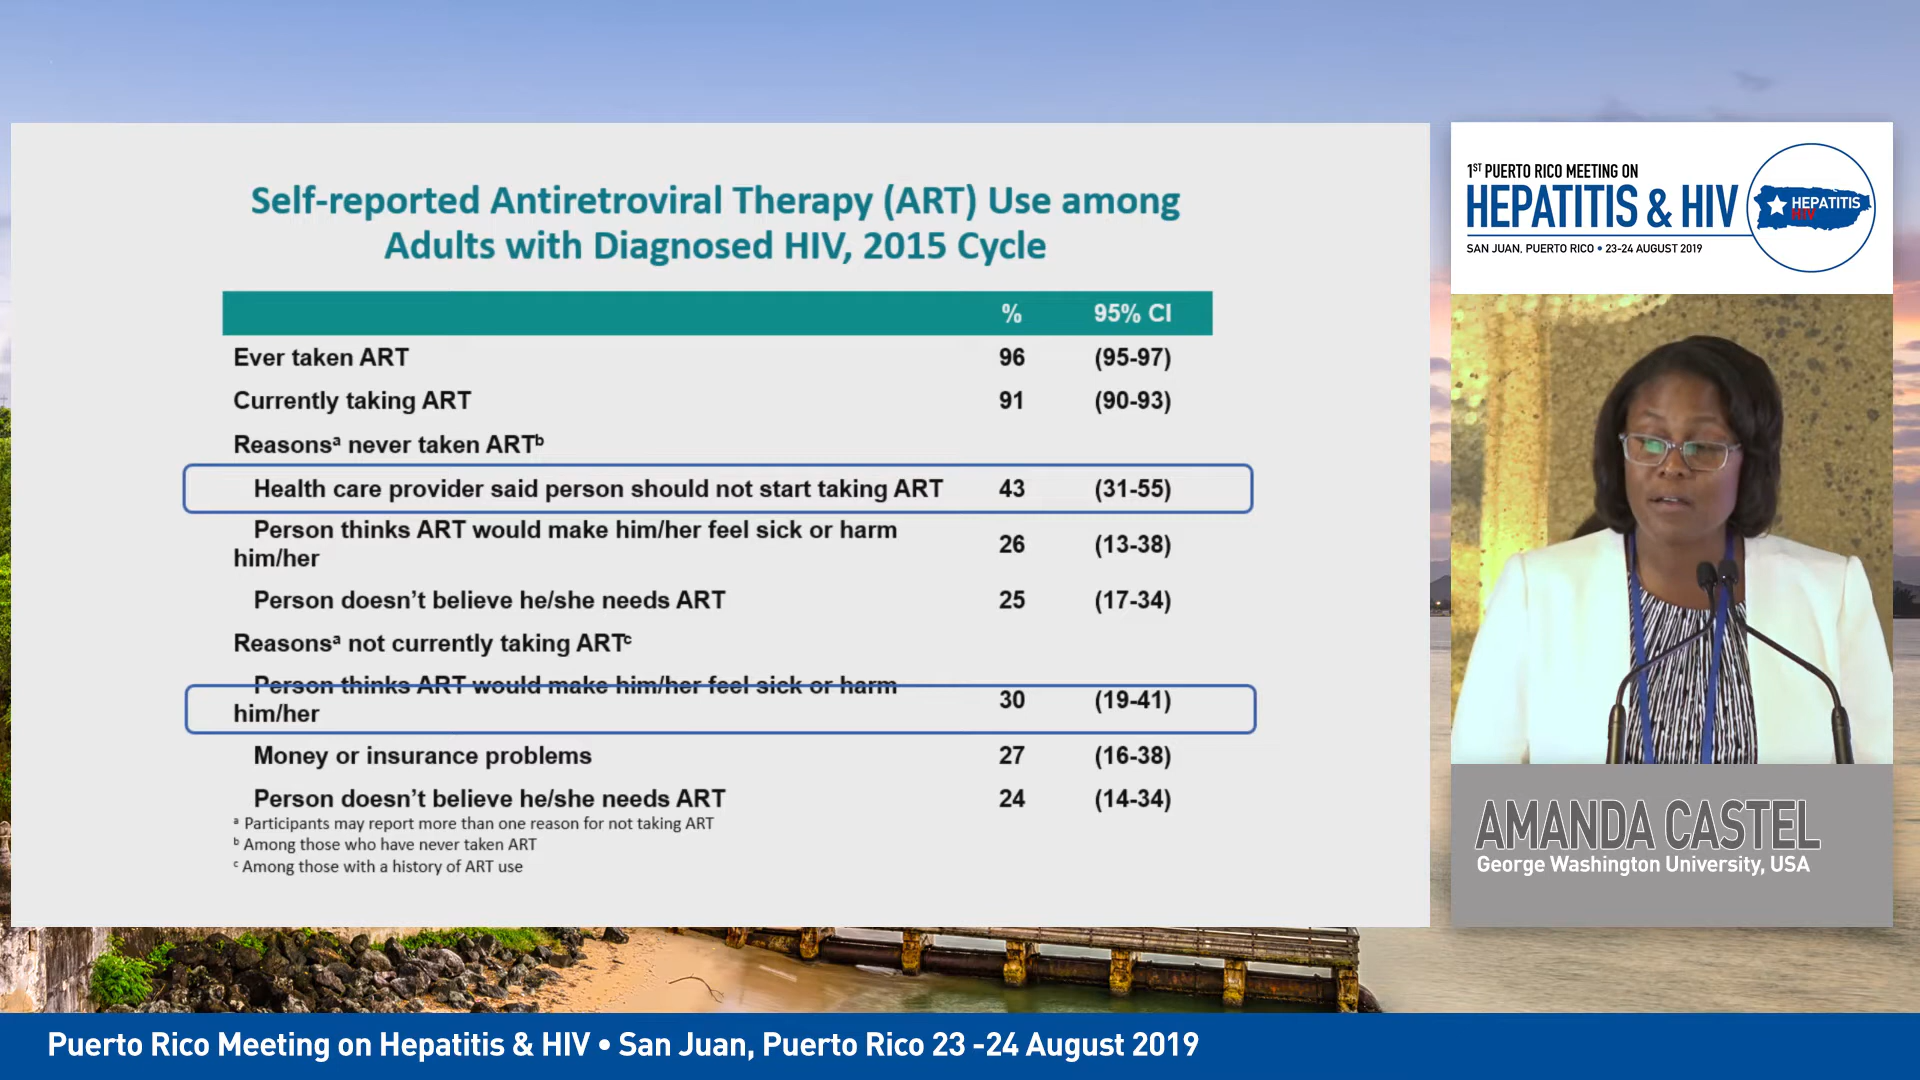 Self-reported Antiretroviral Therapy (ART) Use among
Adults with Diagnosed HIV, 2015 Cycle
% 95% CI
Ever taken ART 96 (95-97)
Currently taking ART 91 (90-93)
Reasonsᵃ never taken ARTᵇ
Health care provider said person should not start taking ART 43 (31-55)
Person thinks ART would make him/her feel sick or harm
him/her 26 (13-38)
Person doesn’t believe he/she needs ART 25 (17-34)
Reasonsᵃ not currently taking ARTᶜ
Person thinks ART would make him/her feel sick or harm
him/her 30 (19-41)
Money or insurance problems 27 (16-38)
Person doesn’t believe he/she needs ART 24 (14-34)
ᵃ Participants may report more than one reason for not taking ART
ᵇ Among those who have never taken ART
ᶜ Among those with a history of ART use
1ST PUERTO RICO MEETING ON
HEPATITIS & HIV
SAN JUAN, PUERTO RICO • 23-24 AUGUST 2019
HEPATITIS
HIV
AMANDA CASTEL
George Washington University, USA
Puerto Rico Meeting on Hepatitis & HIV • San Juan, Puerto Rico 23 -24 August 2019